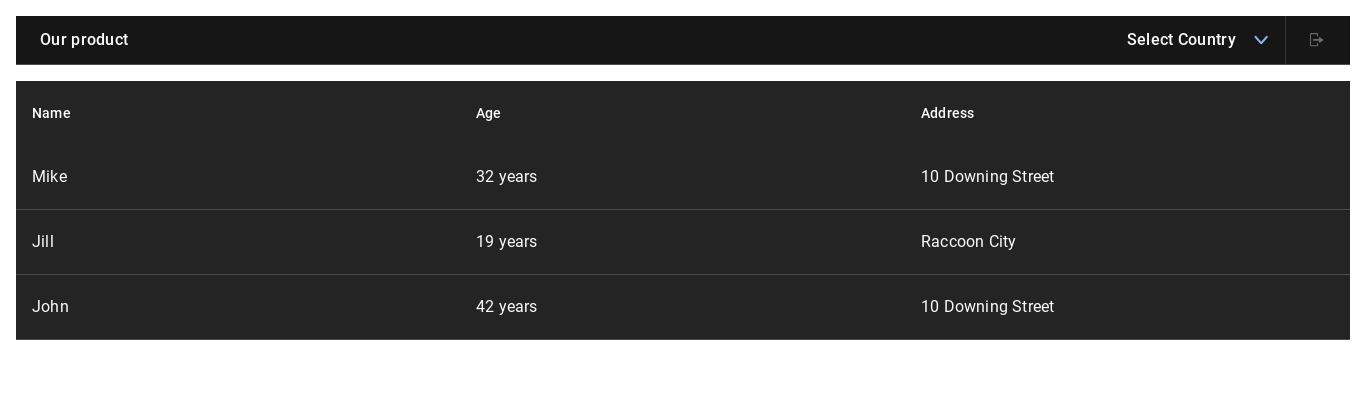 Our product Select Country
Name Age Address
Mike 32 years 10 Downing Street
Jill 19 years Raccoon City
John 42 years 10 Downing Street